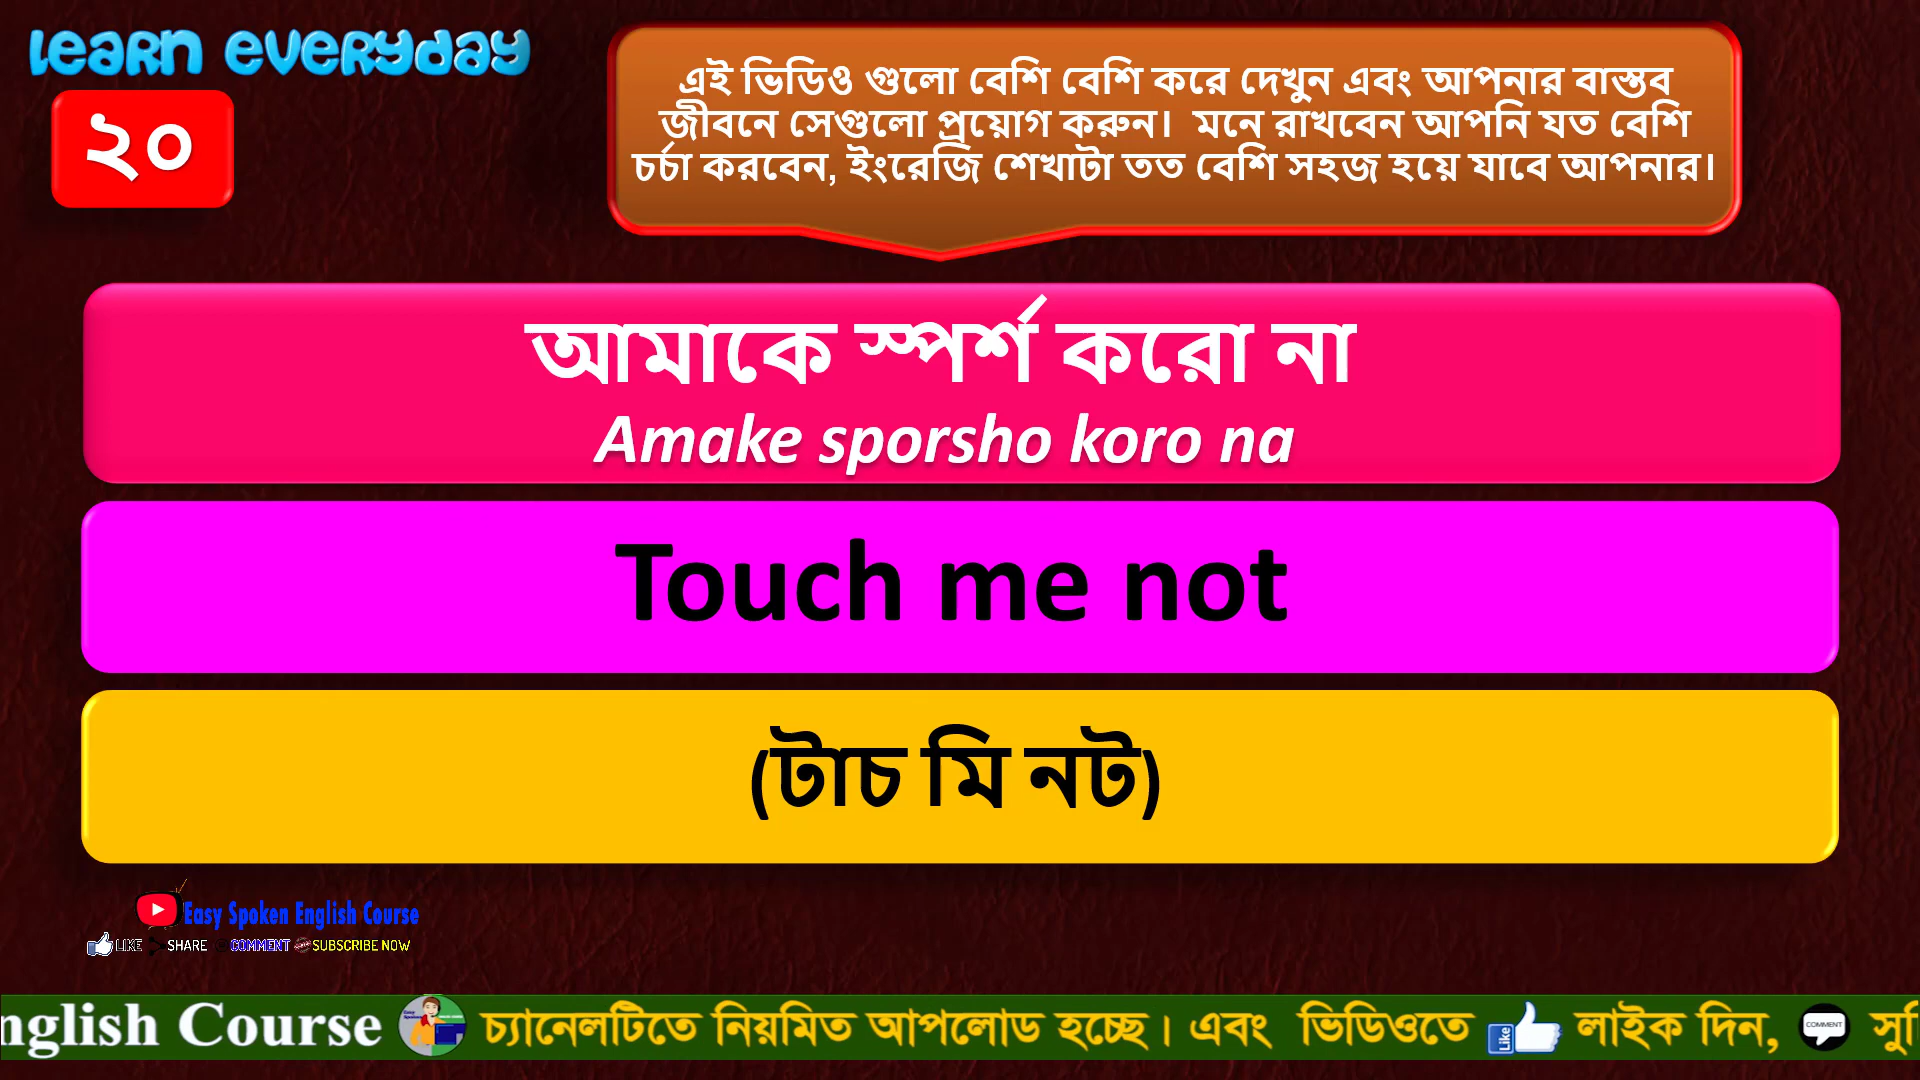 Learn Everyday
২০
এই ভিডিও গুলো বেশি বেশি করে দেখুন এবং আপনার বাস্তব
জীবনে সেগুলো প্রয়োগ করুন। মনে রাখবেন আপনি যত বেশি
চর্চা করবেন, ইংরেজি শেখাটা তত বেশি সহজ হয়ে যাবে আপনার।
আমাকে স্পর্শ করো না
Amake sporsho koro na
Touch me not
(টাচ মি নট)
Easy Spoken English Course
LIKE SHARE COMMENT SUBSCRIBE NOW
nglish Course চ্যানেলটিতে নিয়মিত আপলোড হচ্ছে। এবং ভিডিওতে Like লাইক দিন, COMMENT